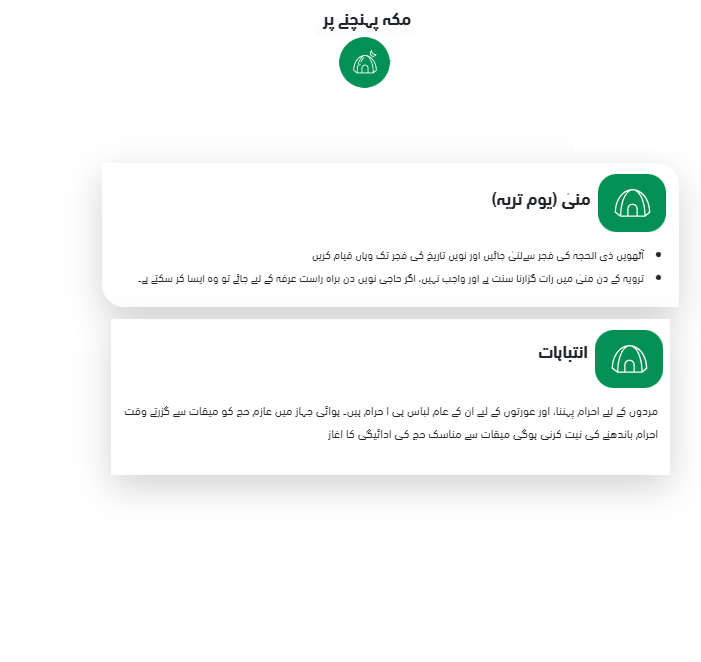 مکہ پہنچنے پر
منیٰ (یوم تریہ)
آٹھویں ذی الحجہ کی فجر سےلنیٰ جائیں اور نویں تاریخ کی فجر تک وہاں قیام کریں
ترویہ کے دن منیٰ میں رات گزارنا سنت ہے اور واجب نہیں، اگر حاجی نویں دن براہ راست عرفہ کے لیے جائے تو وہ ایسا کر سکتے ہے۔
انتباہات
مردوں کے لیے احرام پہننا، اور عورتوں کے لیے ان کے عام لباس ہی ا حرام ہیں۔ ہوائی جہاز میں عازم حج کو میقات سے گزرتے وقت
احرام باندھنے کی نیت کرنی ہوگی میقات سے مناسک حج کی ادائیگی کا اغاز